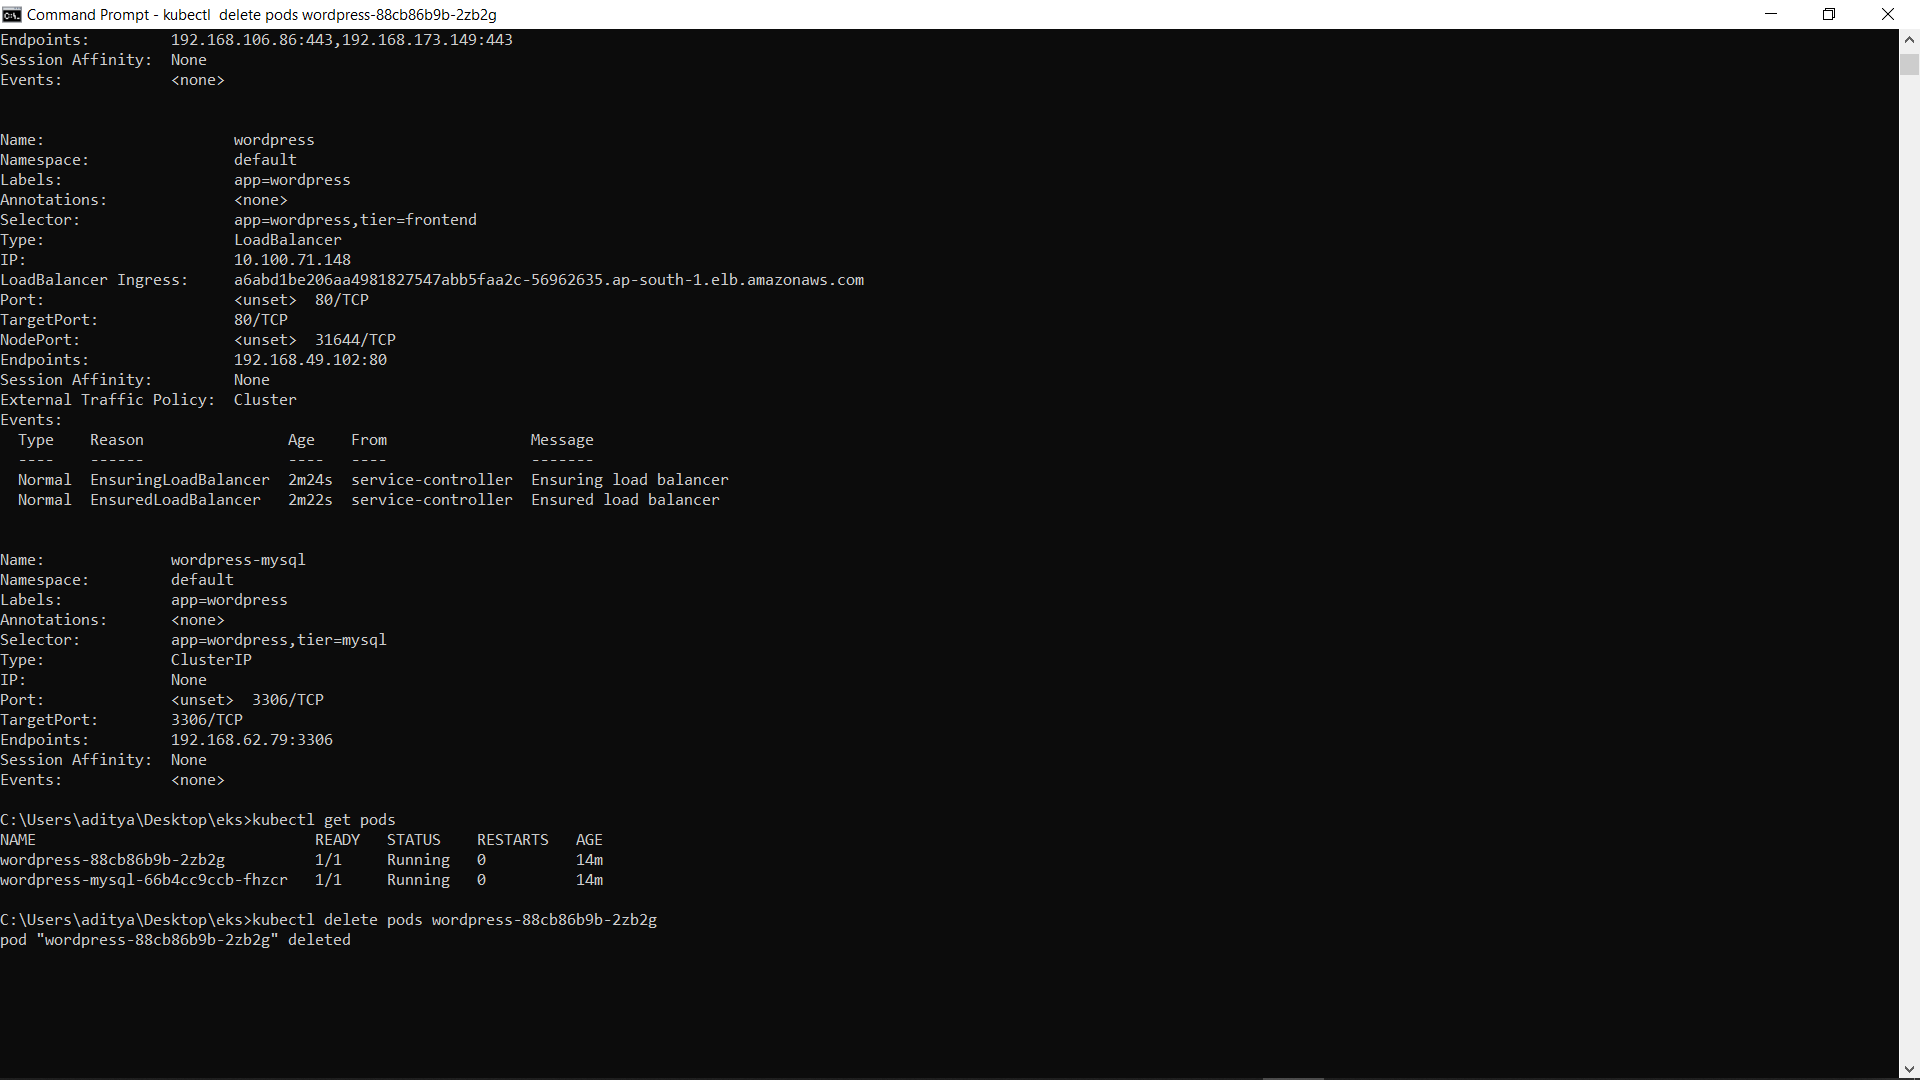 Command Prompt - kubectl  delete pods wordpress-88cb86b9b-2zb2g
Endpoints:         192.168.106.86:443,192.168.173.149:443
Session Affinity:  None
Events:            <none>
Name:                     wordpress
Namespace:                default
Labels:                   app=wordpress
Annotations:              <none>
Selector:                 app=wordpress,tier=frontend
Type:                     LoadBalancer
IP:                       10.100.71.148
LoadBalancer Ingress:     a6abd1be206aa4981827547abb5faa2c-56962635.ap-south-1.elb.amazonaws.com
Port:                     <unset>  80/TCP
TargetPort:               80/TCP
NodePort:                 <unset>  31644/TCP
Endpoints:                192.168.49.102:80
Session Affinity:         None
External Traffic Policy:  Cluster
Events:
  Type    Reason                Age    From                Message
  ----    ------                ----   ----                -------
  Normal  EnsuringLoadBalancer  2m24s  service-controller  Ensuring load balancer
  Normal  EnsuredLoadBalancer   2m22s  service-controller  Ensured load balancer
Name:              wordpress-mysql
Namespace:         default
Labels:            app=wordpress
Annotations:       <none>
Selector:          app=wordpress,tier=mysql
Type:              ClusterIP
IP:                None
Port:              <unset>  3306/TCP
TargetPort:        3306/TCP
Endpoints:         192.168.62.79:3306
Session Affinity:  None
Events:            <none>
C:\Users\aditya\Desktop\eks>kubectl get pods
NAME                               READY   STATUS    RESTARTS   AGE
wordpress-88cb86b9b-2zb2g          1/1     Running   0          14m
wordpress-mysql-66b4cc9ccb-fhzcr   1/1     Running   0          14m
C:\Users\aditya\Desktop\eks>kubectl delete pods wordpress-88cb86b9b-2zb2g
pod "wordpress-88cb86b9b-2zb2g" deleted